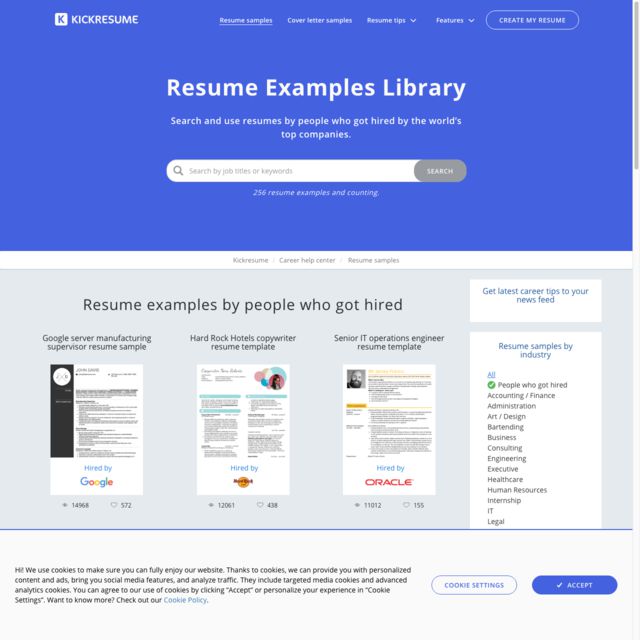 KICKRESUME
Resume samples
Cover letter samples
Resume tips
Features
CREATE MY RESUME
Resume Examples Library
Search and use resumes by people who got hired by the world's
top companies.
Search by job titles or keywords
SEARCH
256 resume examples and counting.
Kickresume / Career help center / Resume samples
Resume examples by people who got hired
Google server manufacturing
supervisor resume sample
Hired by
Google
14968
572
Hard Rock Hotels copywriter
resume template
Hired by
12061
438
Senior IT operations engineer
resume template
Hired by
ORACLE
11012
155
Get latest career tips to your
news feed
Resume samples by
industry
All
People who got hired
Accounting / Finance
Administration
Art / Design
Bartending
Business
Consulting
Engineering
Executive
Healthcare
Human Resources
Internship
IT
Legal
Hi! We use cookies to make sure you can fully enjoy our website. Thanks to cookies, we can provide you with personalized
content and ads, bring you social media features, and analyze traffic. They include targeted media cookies and advanced
analytics cookies. You can agree to our use of cookies by clicking "Accept" or personalize your experience in "Cookie
Settings". Want to know more? Check out our Cookie Policy.
COOKIE SETTINGS
ACCEPT